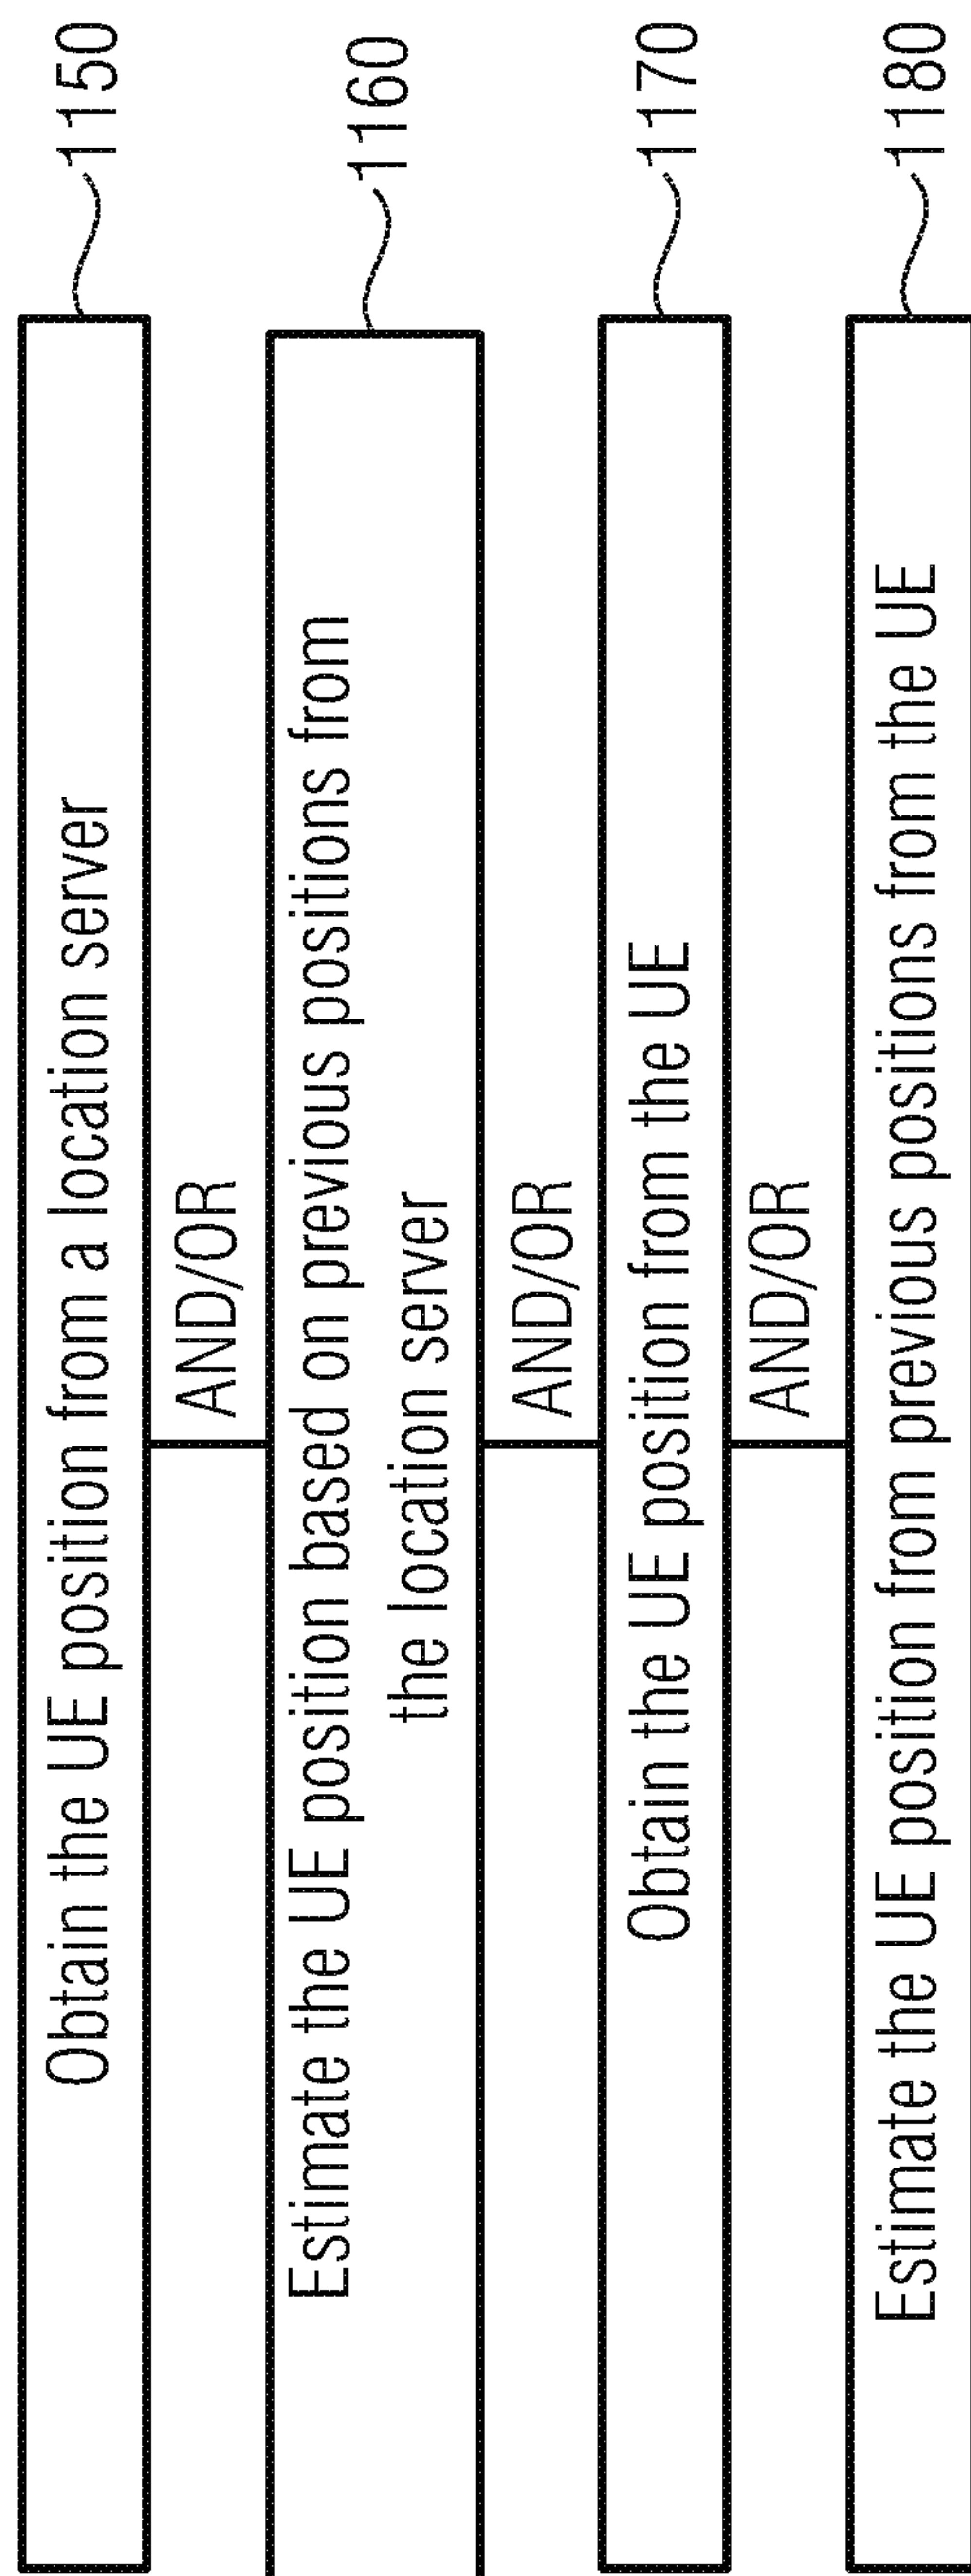 Obtain the UE position from a location server
1150
AND/OR
Estimate the UE position based on previous positions from
the location server
1160
AND/OR
Obtain the UE position from the UE
1170
AND/OR
Estimate the UE position from previous positions from the UE
1180